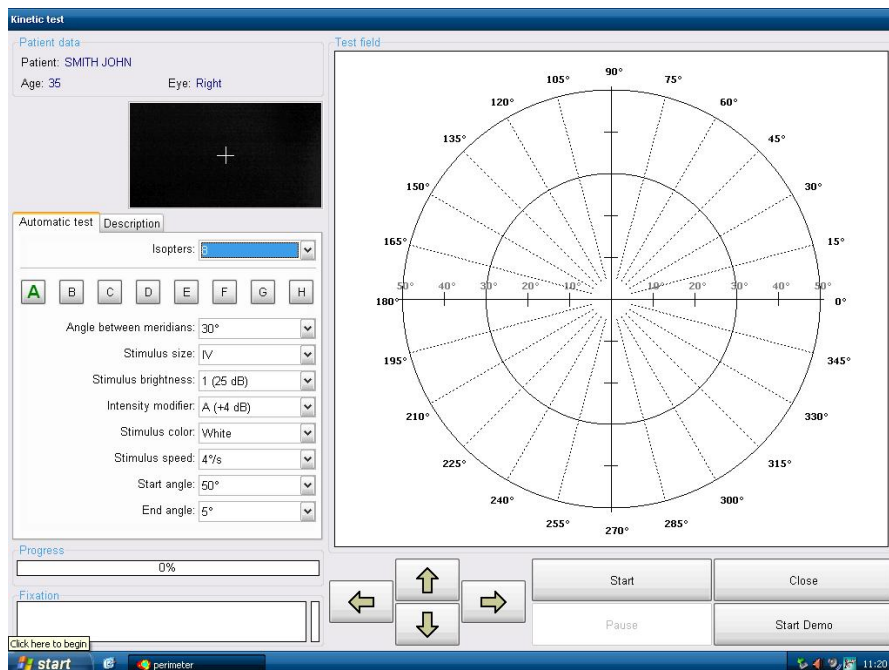 Kinetic test
Patient data
Patient: SMITH JOHN
Age: 35 Eye: Right
Automatic test Description
Isopters: 8
A B C D E F G H
Angle between meridians: 30°
Stimulus size: IV
Stimulus brightness: 1 (25 dB)
Intensity modifier: A (+4 dB)
Stimulus color: White
Stimulus speed: 4°/s
Start angle: 50°
End angle: 5°
Progress
0%
Fixation
Click here to begin
Test field
90°
105° 75°
120° 60°
135° 45°
150° 30°
165° 15°
50° 40° 30° 20° 10° 10° 20° 30° 40° 50°
180° 0°
195° 345°
210° 330°
225° 315°
240° 300°
255° 270° 285°
Start Close
Pause Start Demo
start perimeter 11:20